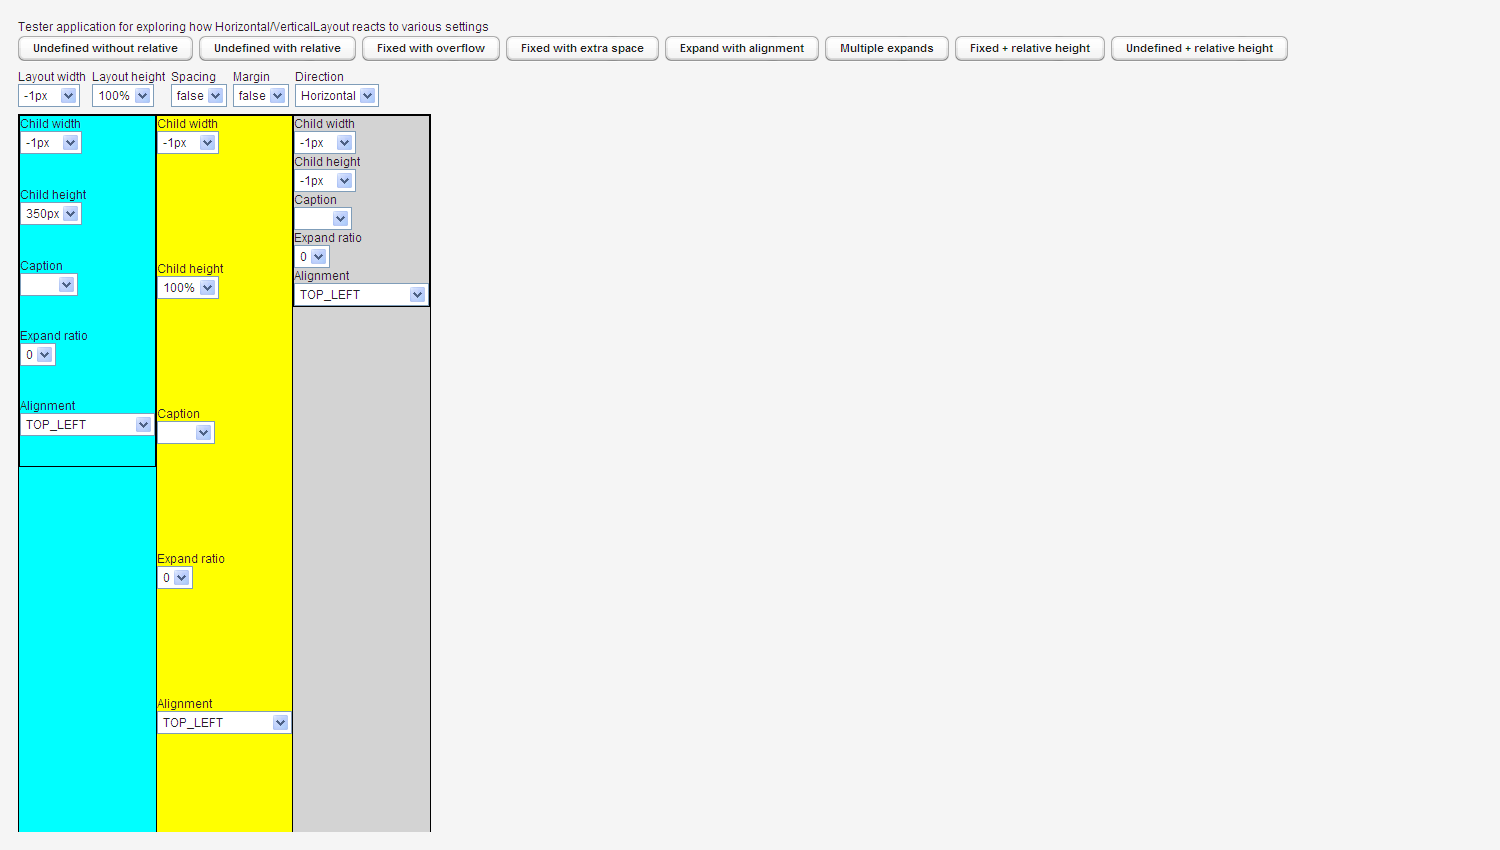 Tester application for exploring how Horizontal/VerticalLayout reacts to various settings
Undefined without relative Undefined with relative Fixed with overflow Fixed with extra space Expand with alignment Multiple expands Fixed + relative height Undefined + relative height
Layout width Layout height Spacing Margin Direction
-1px 100% false false Horizontal
Child width
-1px
Child height
350px
Caption
Expand ratio
0
Alignment
TOP_LEFT
Child width
-1px
Child height
100%
Caption
Expand ratio
0
Alignment
TOP_LEFT
Child width
-1px
Child height
-1px
Caption
Expand ratio
0
Alignment
TOP_LEFT